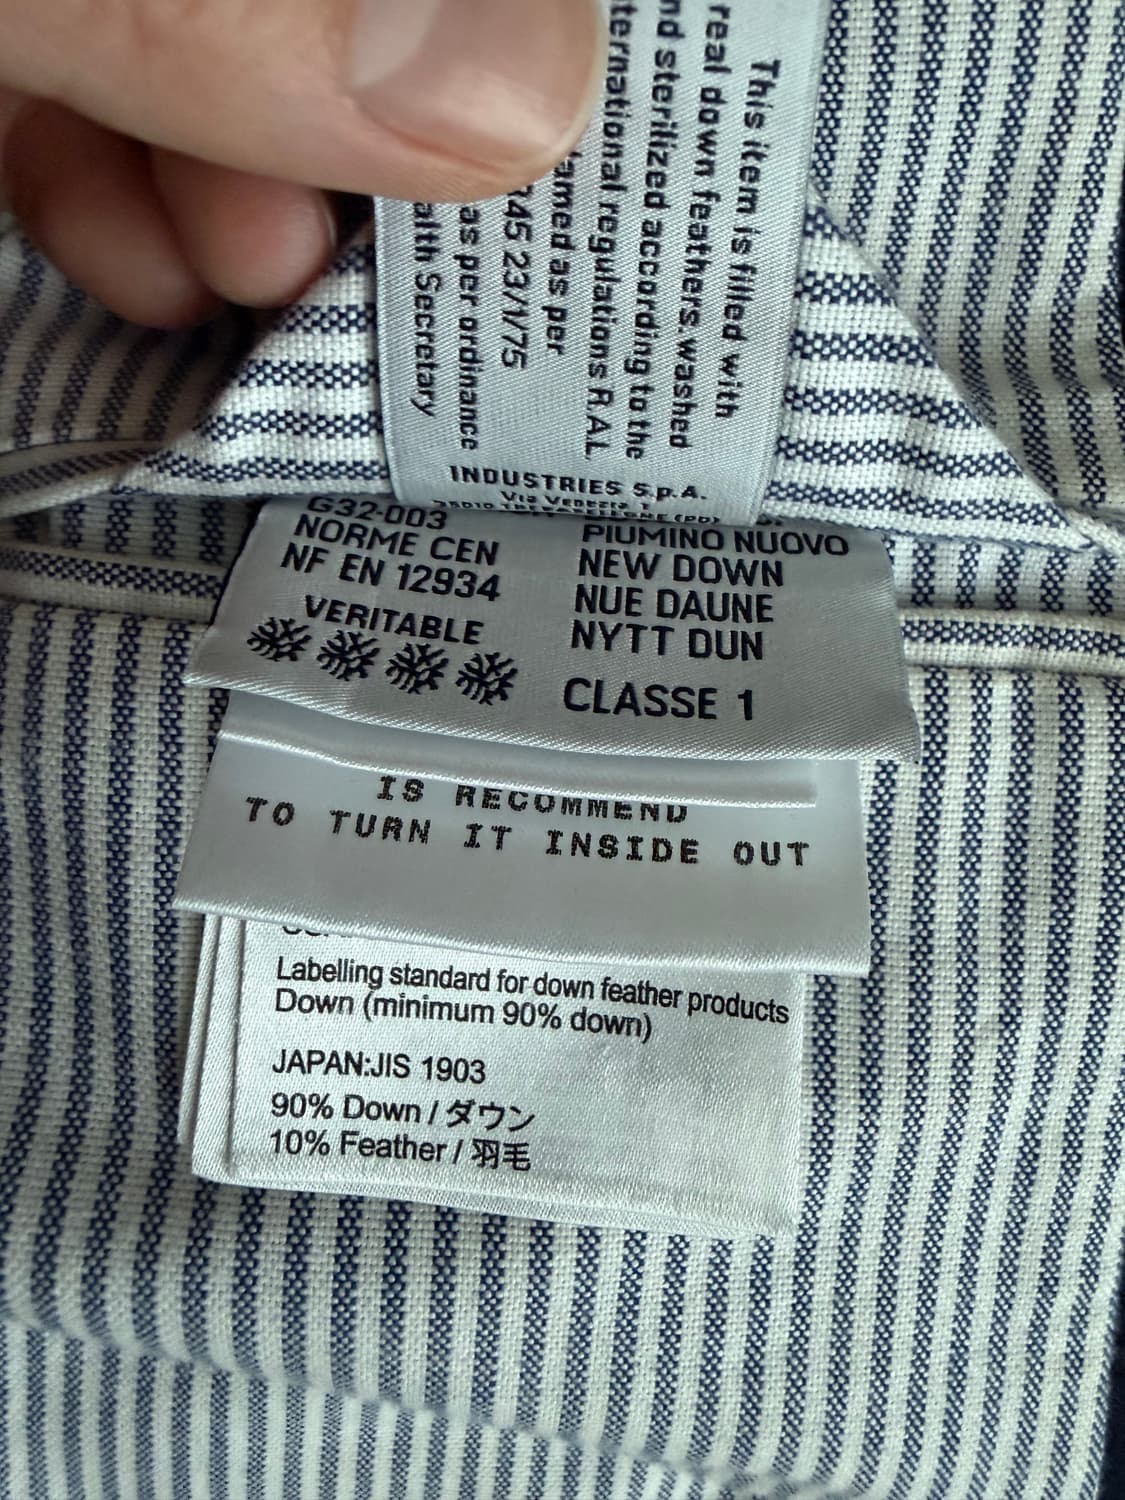 This item is filled with
real down feathers, washed
nd sterilized according to the
ternational regulations R.A.L.
as per
45 23/1/75
as per ordinance
alth Secretary
INDUSTRIES S.p.A.
G32-003
NORME CEN
NF EN 12934
VERITABLE
PIUMINO NUOVO
NEW DOWN
NUE DAUNE
NYTT DUN
CLASSE 1
IS RECOMMEND
TO TURN IT INSIDE OUT
Labelling standard for down feather products
Down (minimum 90% down)
JAPAN:JIS 1903
90% Down / ダウン
10% Feather / 羽毛